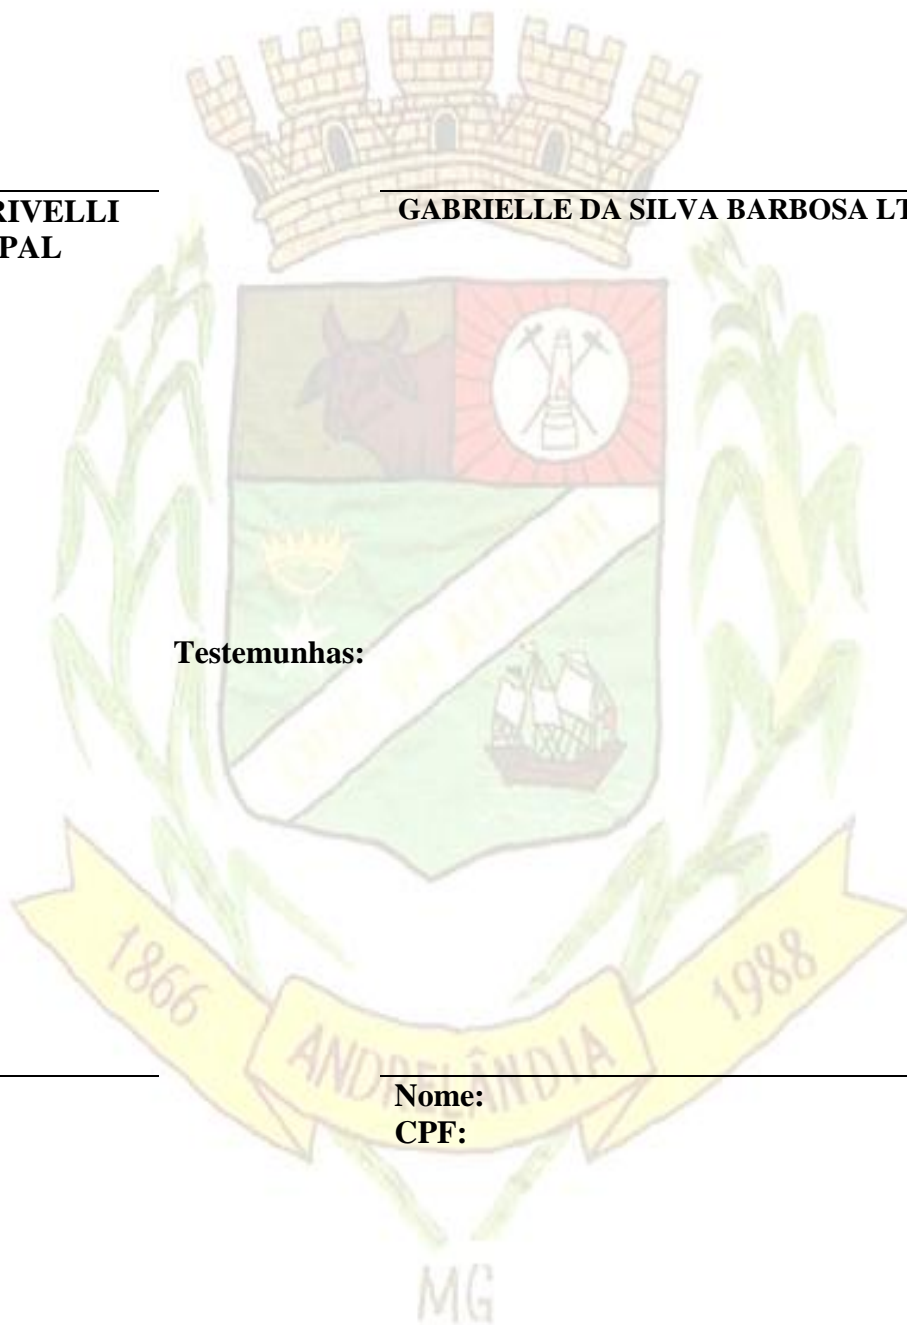 RIVELLI
PAL
GABRIELLE DA SILVA BARBOSA LT
Testemunhas:
1866
ANDRELÂNDIA
1988
Nome:
CPF:
MG